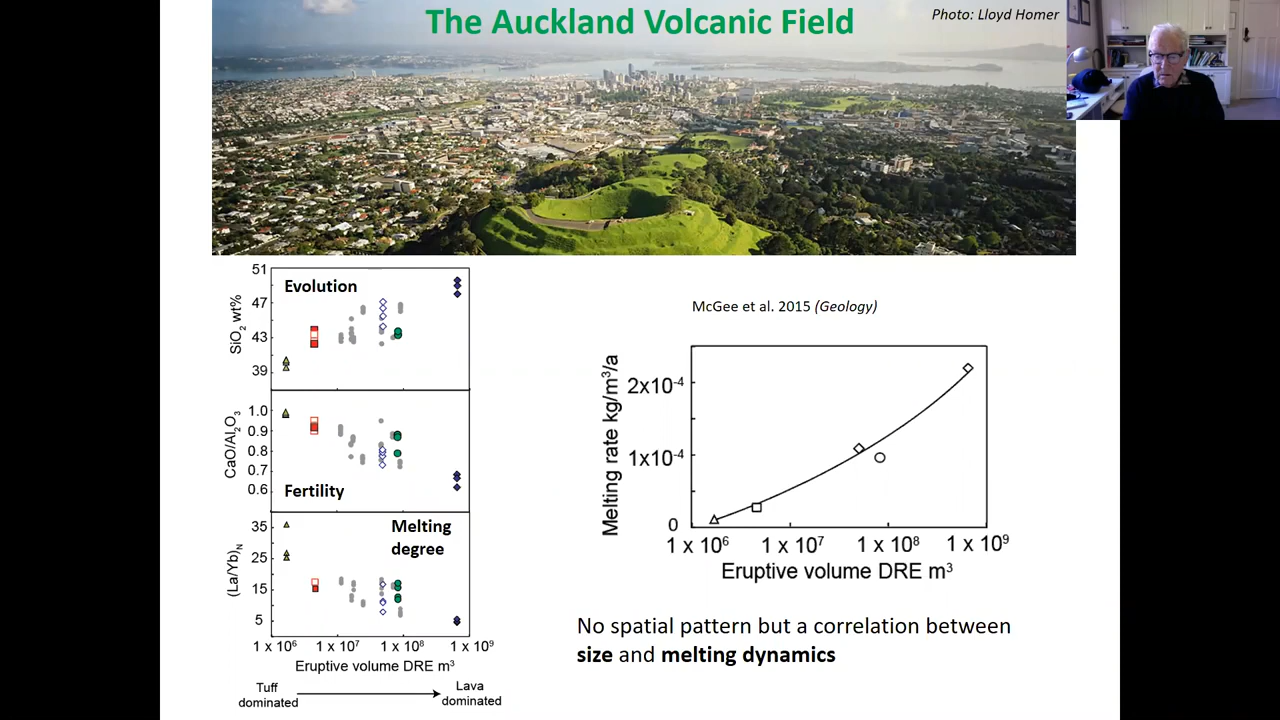 The Auckland Volcanic Field
Photo: Lloyd Homer
51
47
43
39
SiO₂ wt%
Evolution
1.0
0.9
0.8
0.7
0.6
CaO/Al₂O₃
Fertility
35
25
15
5
(La/Yb)N
Melting
degree
1 x 10⁶ 1 x 10⁷ 1 x 10⁸ 1 x 10⁹
Eruptive volume DRE m³
Tuff
dominated
Lava
dominated
McGee et al. 2015 (Geology)
Melting rate kg/m³/a
2x10⁻⁴
1x10⁻⁴
0
1 x 10⁶ 1 x 10⁷ 1 x 10⁸ 1 x 10⁹
Eruptive volume DRE m³
No spatial pattern but a correlation between
size and melting dynamics